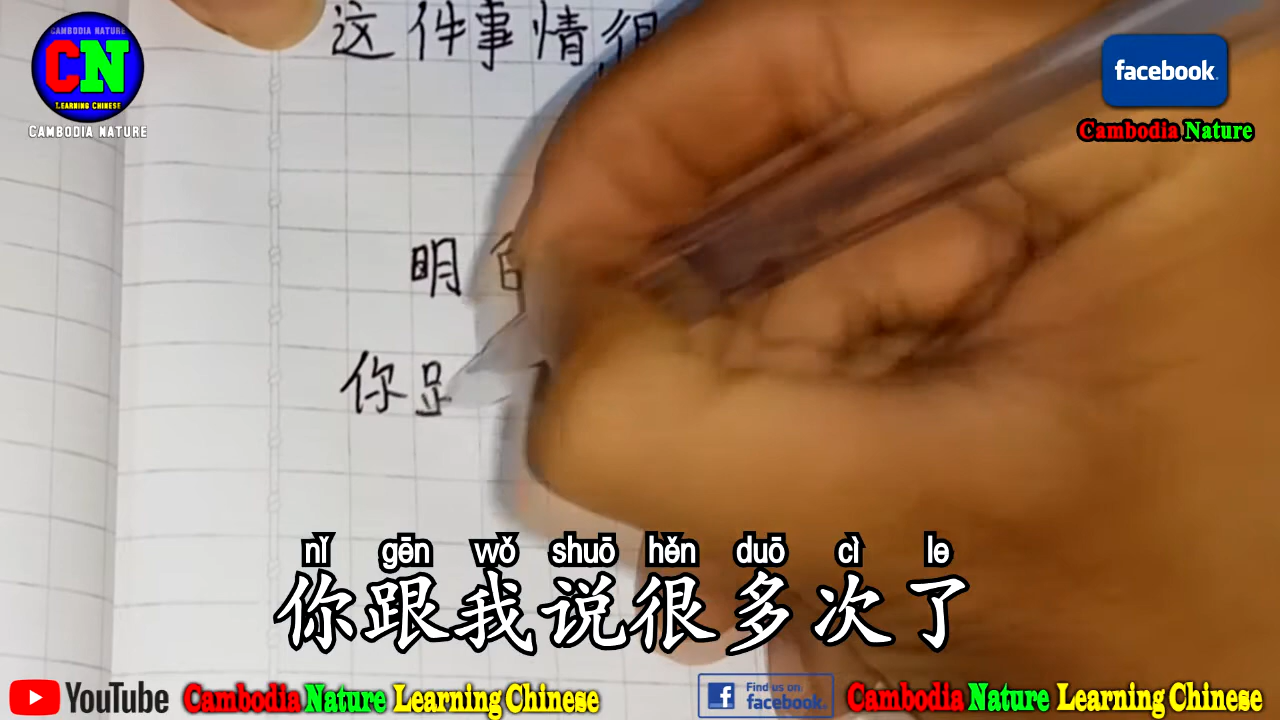 CAMBODIA NATURE
CN
LEARNING CHINESE
CAMBODIA NATURE
facebook
Cambodia Nature
这件事情很
明
你
nǐ gēn wǒ shuō hěn duō cì le
你跟我说很多次了
YouTube Cambodia Nature Learning Chinese
Find us on
facebook.
Cambodia Nature Learning Chinese